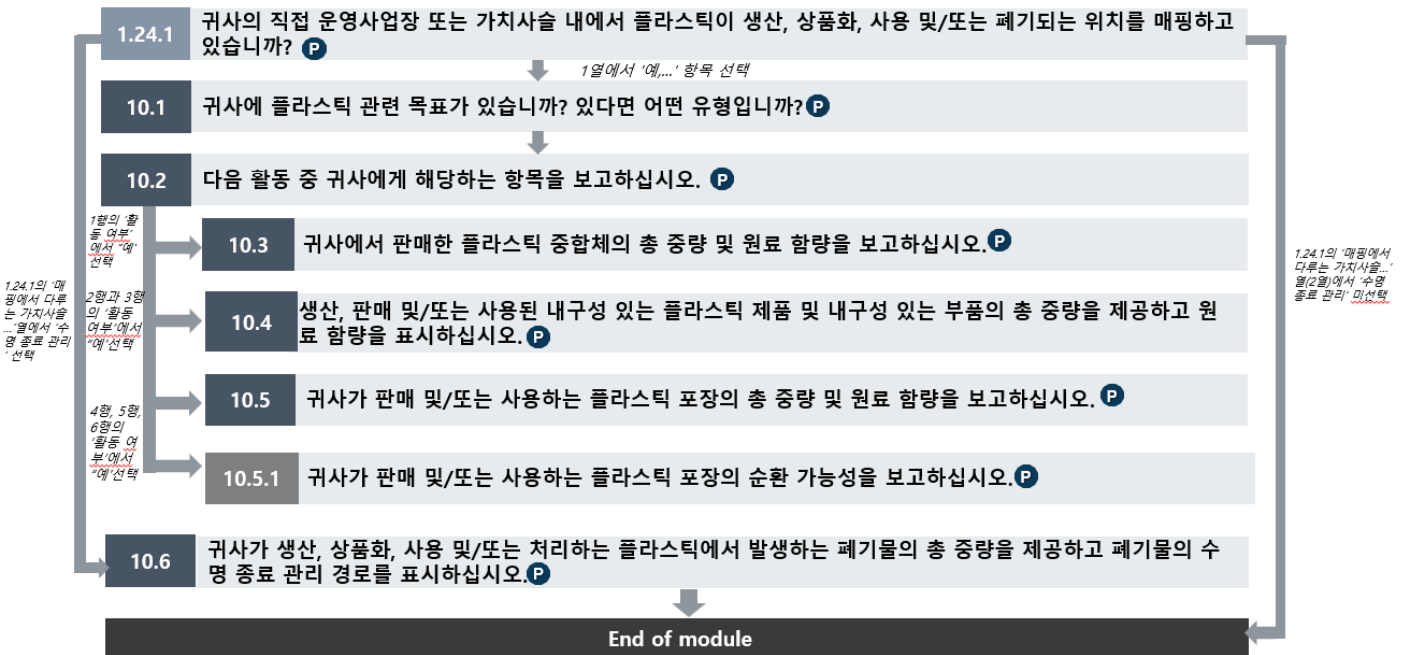 1.24.1
귀사의 직접 운영사업장 또는 가치사슬 내에서 플라스틱이 생산, 상품화, 사용 및/또는 폐기되는 위치를 매핑하고
있습니까? P
1열에서 ‘예,...’ 항목 선택
10.1
귀사에 플라스틱 관련 목표가 있습니까? 있다면 어떤 유형입니까? P
10.2
다음 활동 중 귀사에게 해당하는 항목을 보고하십시오. P
1행의 ‘활
동 여부’
에서 “예”
선택
10.3
귀사에서 판매한 플라스틱 중합체의 총 중량 및 원료 함량을 보고하십시오. P
1.24.1의 ‘매핑에서
다루는 가치사슬...’
열(2열)에서 ‘수명
종료 관리’ 미선택
1.24.1의 ‘매
핑에서 다루
는 가치사슬
...’열에서 ‘수
명 종료 관리
’ 선택
2행과 3행
의 ‘활동
여부’에서
“예’선택
10.4
생산, 판매 및/또는 사용된 내구성 있는 플라스틱 제품 및 내구성 있는 부품의 총 중량을 제공하고 원
료 함량을 표시하십시오. P
10.5
귀사가 판매 및/또는 사용하는 플라스틱 포장의 총 중량 및 원료 함량을 보고하십시오. P
4행, 5행,
6행의
‘활동 여
부’에서
“예’선택
10.5.1
귀사가 판매 및/또는 사용하는 플라스틱 포장의 순환 가능성을 보고하십시오. P
10.6
귀사가 생산, 상품화, 사용 및/또는 처리하는 플라스틱에서 발생하는 폐기물의 총 중량을 제공하고 폐기물의 수
명 종료 관리 경로를 표시하십시오. P
End of module